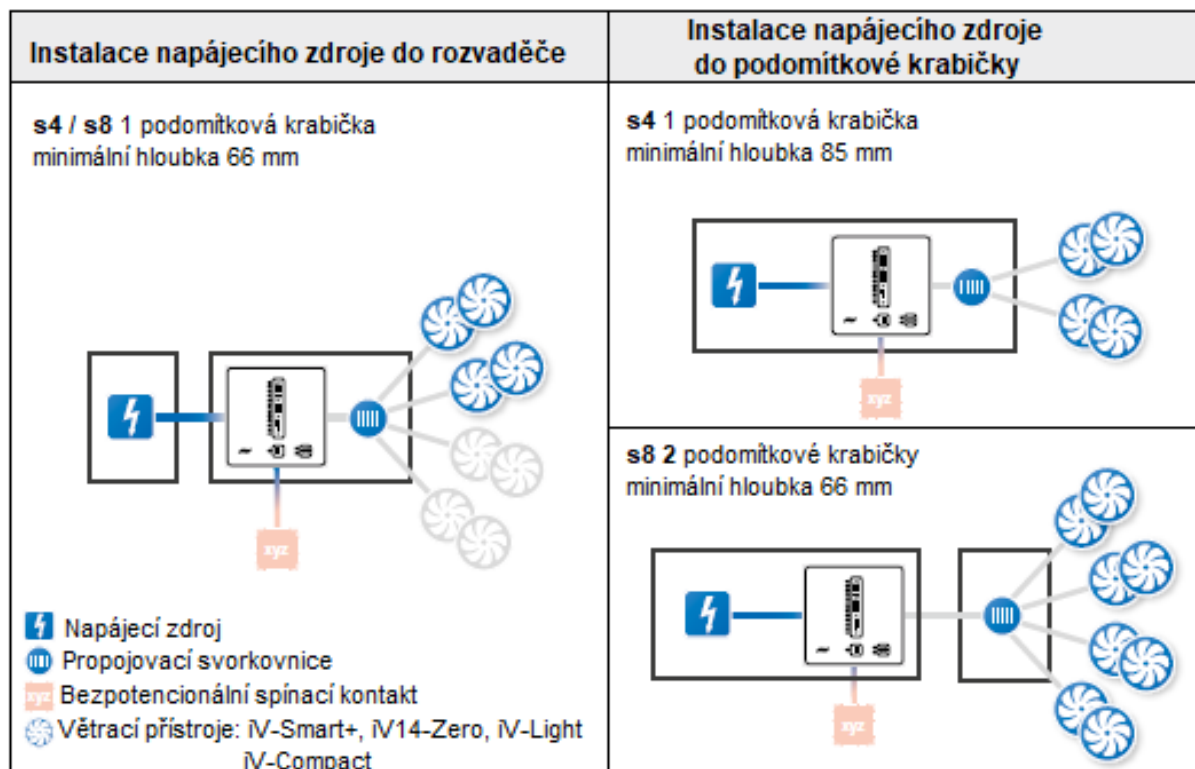 Instalace napájecího zdroje do rozvaděče
Instalace napájecího zdroje
do podomítkové krabičky
s4 / s8 1 podomítková krabička
minimální hloubka 66 mm
xyz
Napájecí zdroj
Propojovací svorkovnice
xyz Bezpotencionální spínací kontakt
Větrací přístroje: iV-Smart+, iV14-Zero, iV-Light
iV-Compact
s4 1 podomítková krabička
minimální hloubka 85 mm
xyz
s8 2 podomítkové krabičky
minimální hloubka 66 mm
xyz